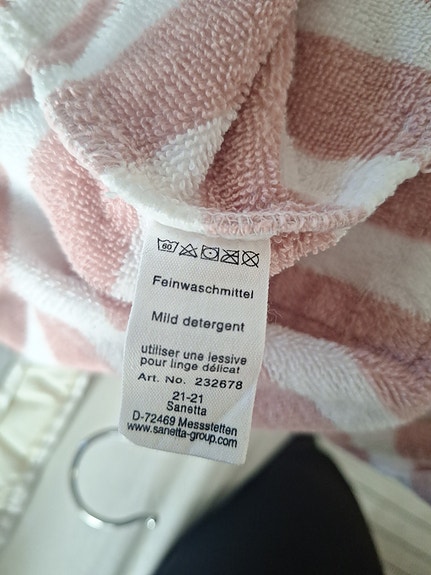 60
Feinwaschmittel
Mild detergent
utiliser une lessive
pour linge délicat
Art. No. 232678
21-21
Sanetta
D-72469 Messstetten
www.sanetta-group.com